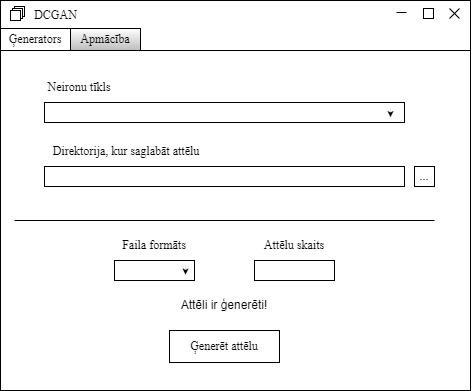 DCGAN
Ģenerators Apmācība
Neironu tīkls
Direktorija, kur saglabāt attēlu
...
Faila formāts Attēlu skaits
Attēli ir ģenerēti!
Ģenerēt attēlu